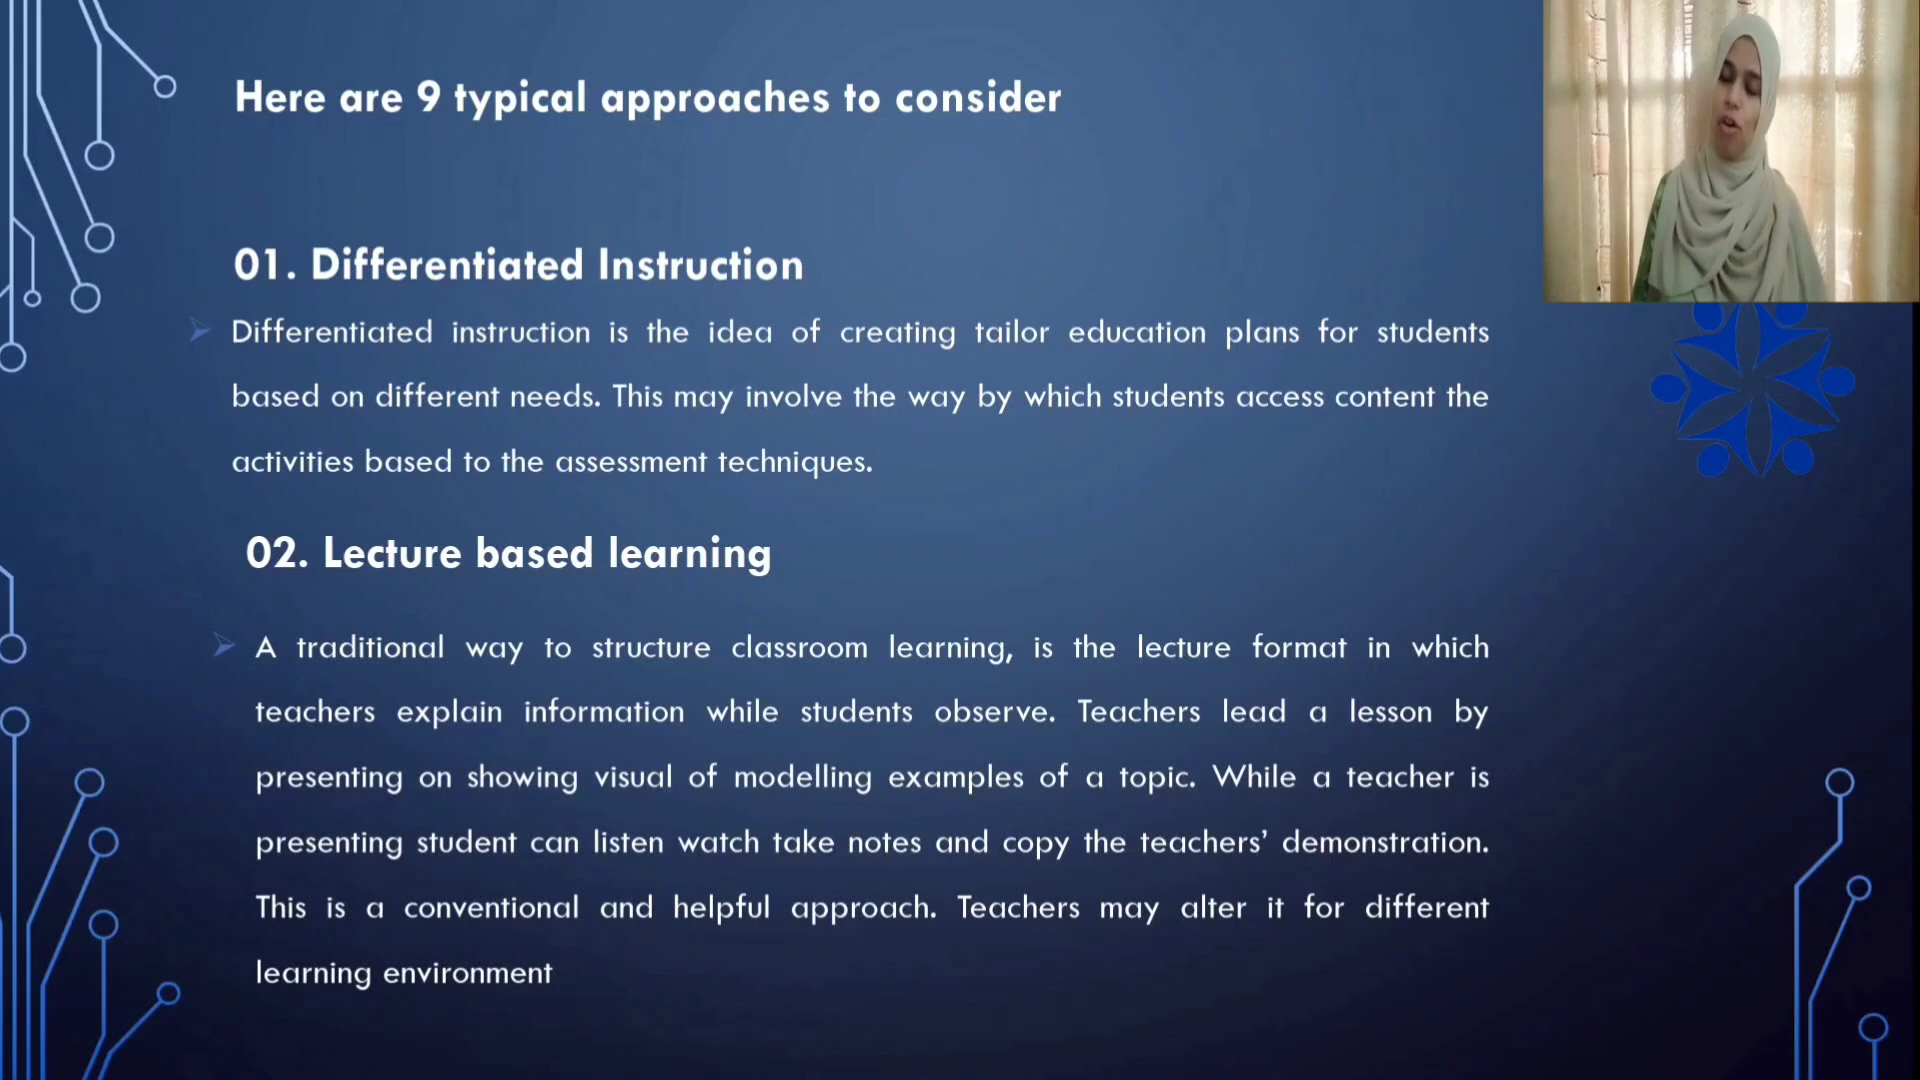 Here are 9 typical approaches to consider
01. Differentiated Instruction
Differentiated instruction is the idea of creating tailor education plans for students
based on different needs. This may involve the way by which students access content the
activities based to the assessment techniques.
02. Lecture based learning
A traditional way to structure classroom learning, is the lecture format in which
teachers explain information while students observe. Teachers lead a lesson by
presenting on showing visual of modelling examples of a topic. While a teacher is
presenting student can listen watch take notes and copy the teachers’ demonstration.
This is a conventional and helpful approach. Teachers may alter it for different
learning environment